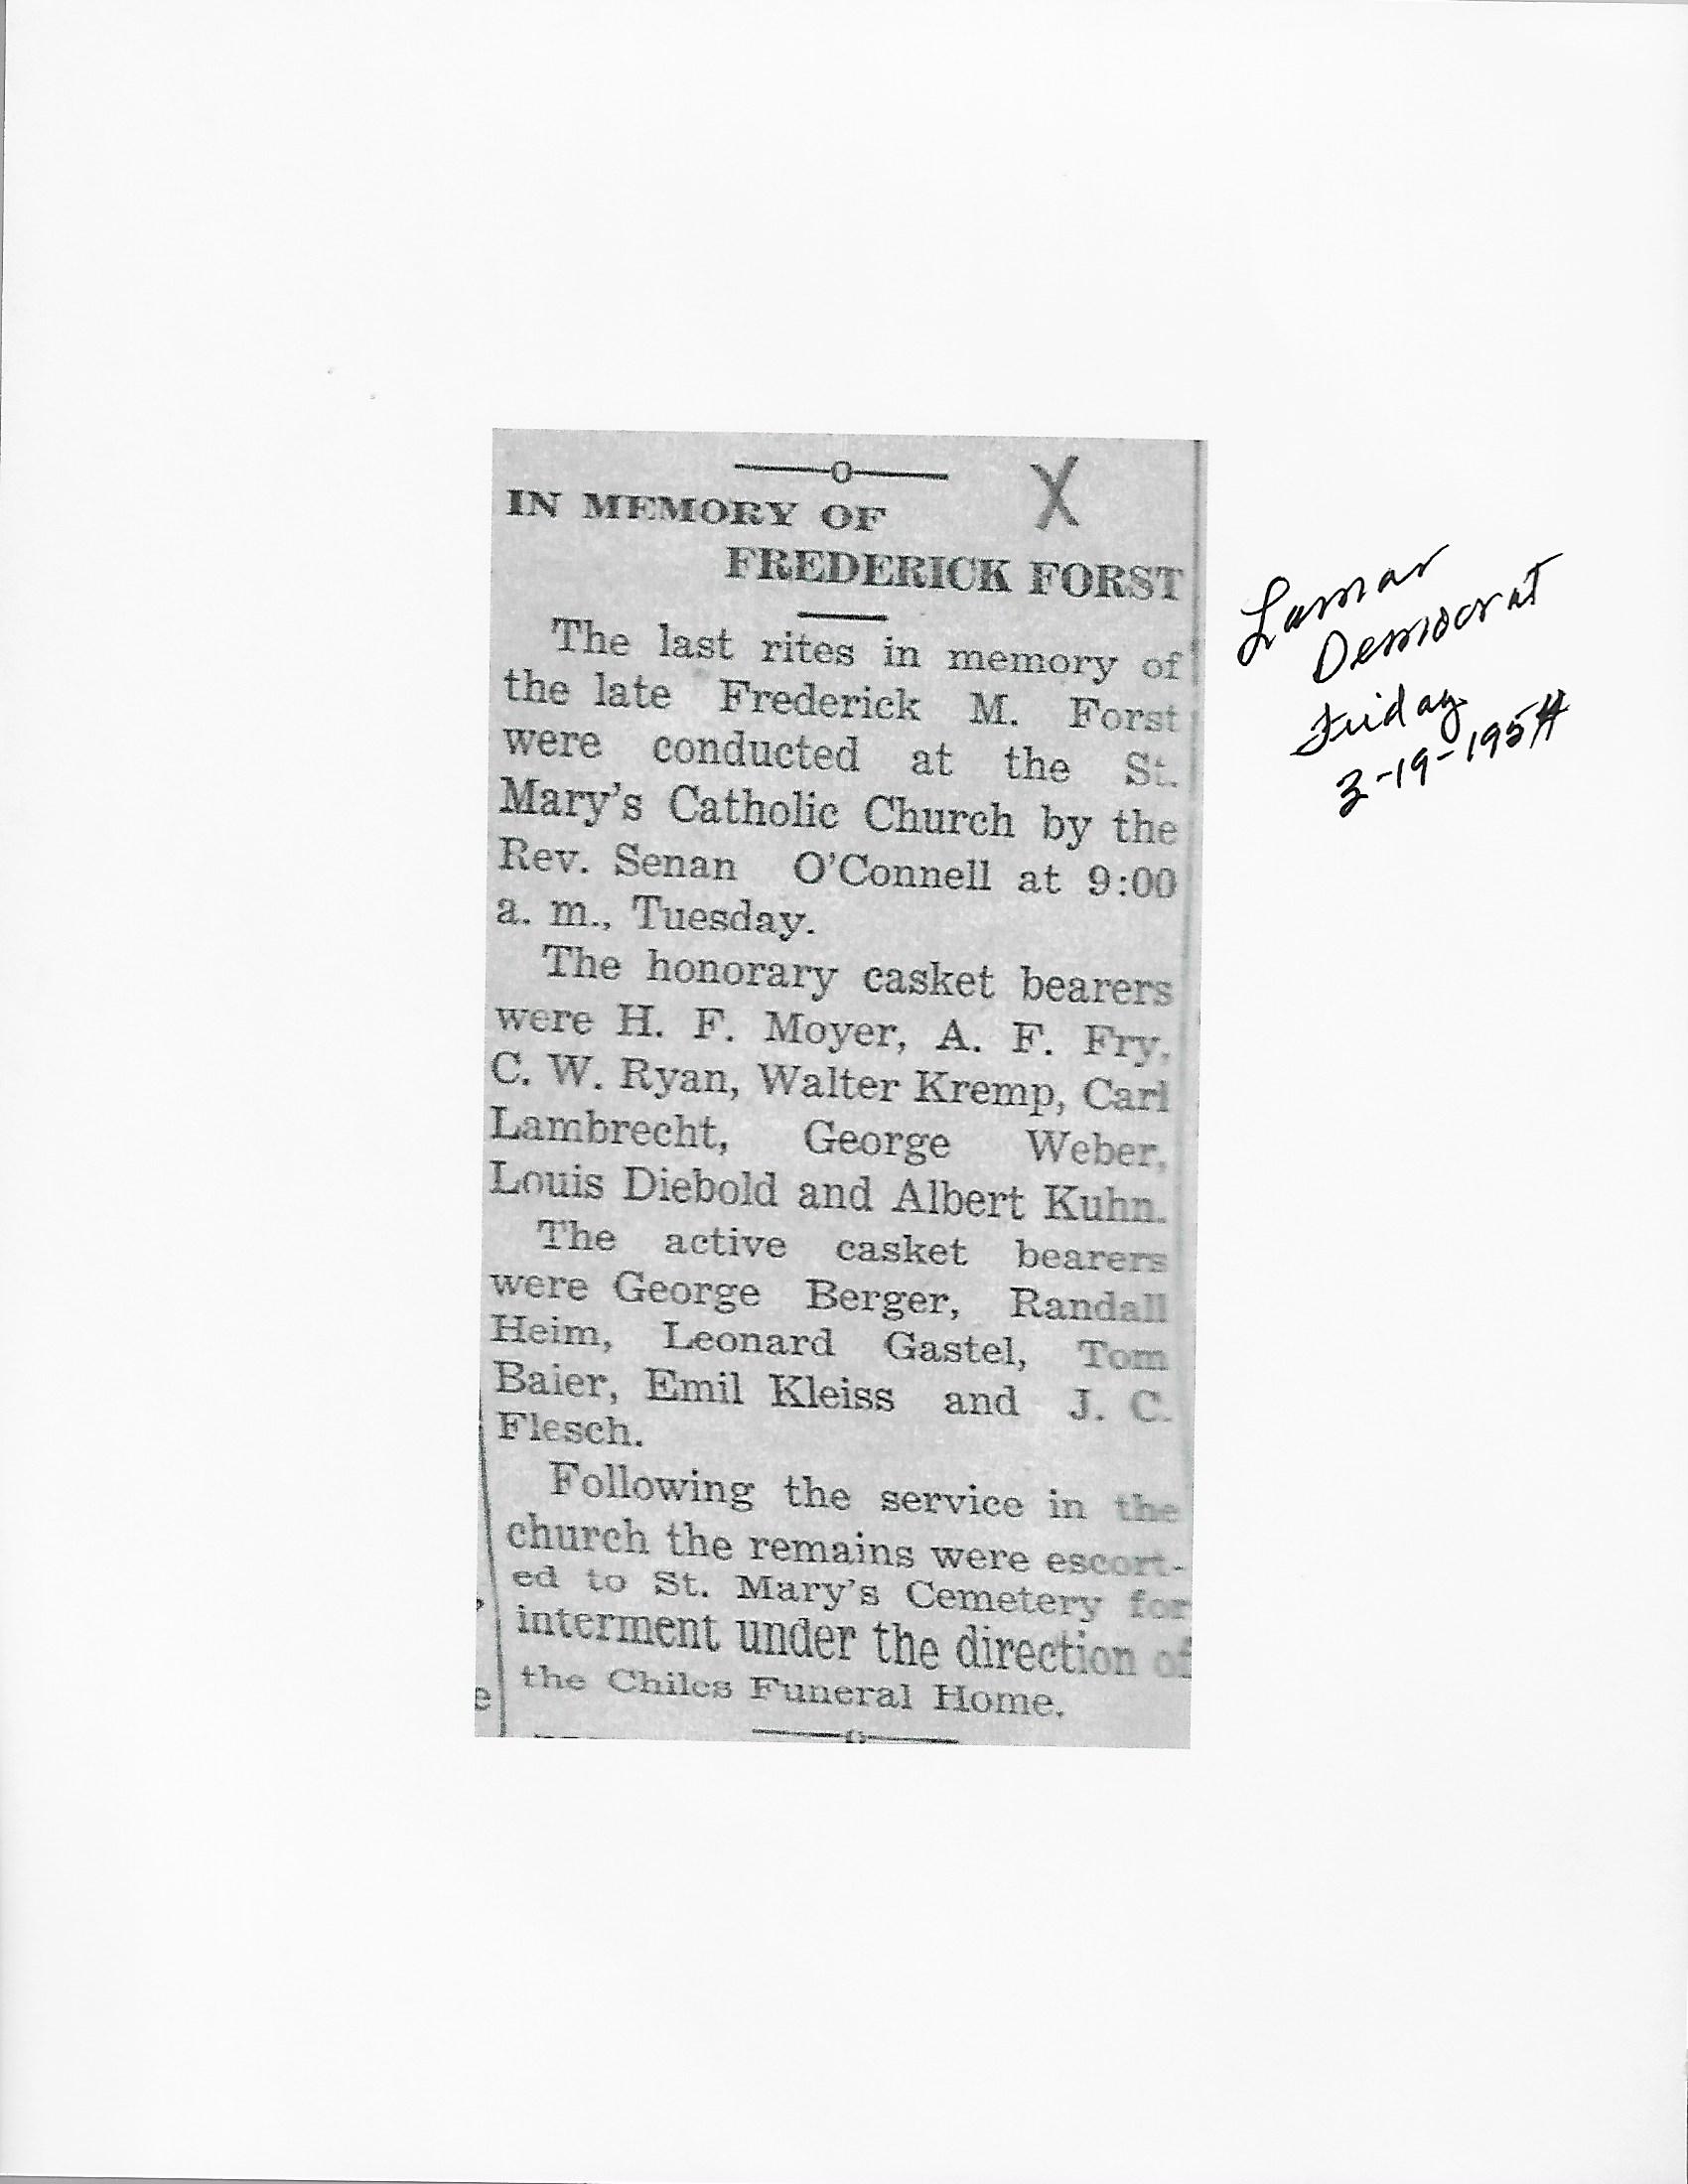 IN MEMORY OF
X
FREDERICK FORST
The last rites in memory of
the late Frederick M. Forst
were conducted at the St.
Mary's Catholic Church by the
Rev. Senan O'Connell at 9:00
a. m., Tuesday.
The honorary casket bearers
were H. F. Moyer, A. F. Fry,
C. W. Ryan, Walter Kremp, Carl
Lambrecht, George Weber,
Louis Diebold and Albert Kuhn.
The active casket bearers
were George Berger, Randall
Heim, Leonard Gastel, Tom
Baier, Emil Kleiss and J. C.
Flesch.
Following the service in the
church the remains were escort-
ed to St. Mary's Cemetery for
interment under the direction of
the Chiles Funeral Home.
e
Lamar
Democrat
Friday
3-19-1954